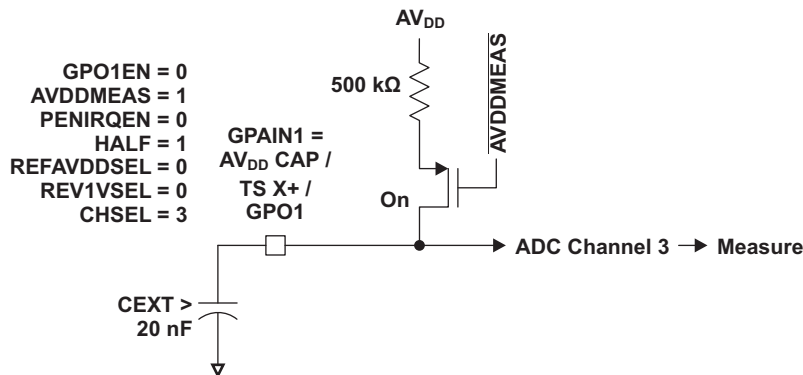 AVDD
GPO1EN = 0
AVDDMEAS = 1
PENIRQEN = 0
HALF = 1
REFAVDDSEL = 0
REV1VSEL = 0
CHSEL = 3
500 kΩ
AVDDMEAS
GPAIN1 =
AVDD CAP /
TS X+ /
GPO1
On
ADC Channel 3
Measure
CEXT >
20 nF